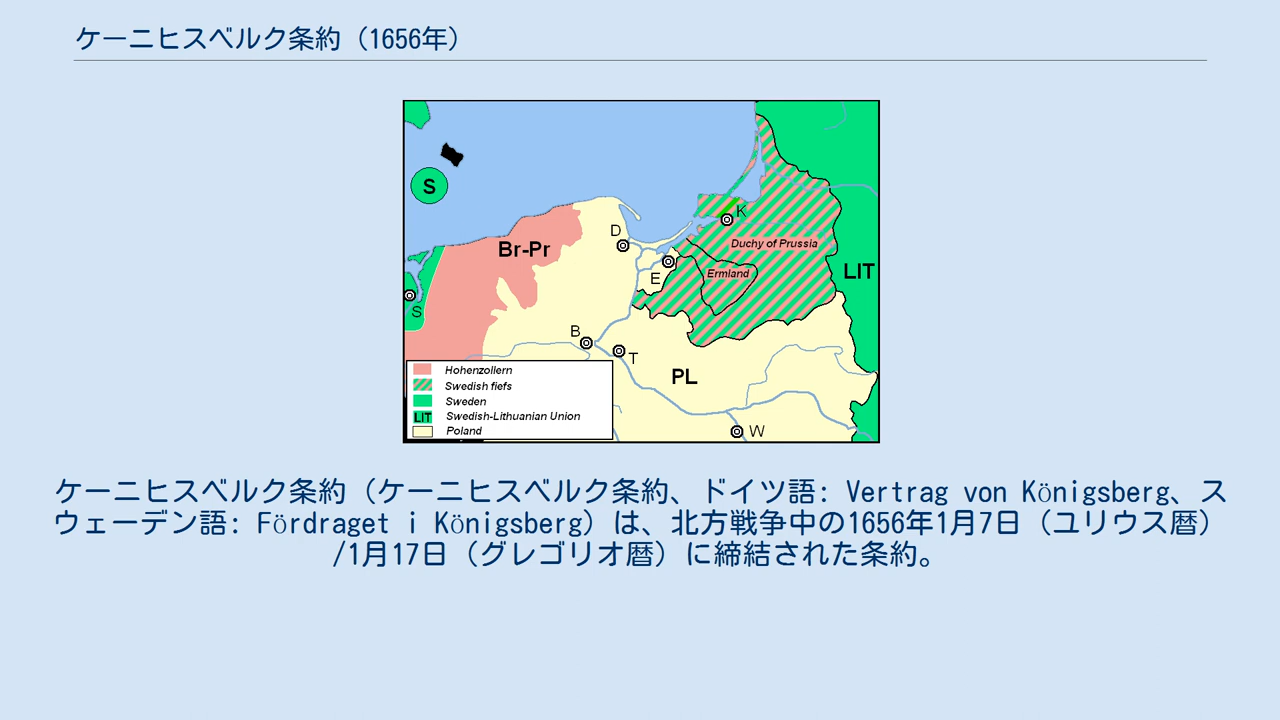 ケーニヒスベルク条約（1656年）
S
D
K
Br-Pr
Duchy of Prussia
E
Ermland
LIT
S
B
T
PL
Hohenzollern
Swedish fiefs
Sweden
LIT Swedish-Lithuanian Union
Poland
W
ケーニヒスベルク条約（ケーニヒスベルク条約、ドイツ語: Vertrag von Königsberg、ス
ウェーデン語: Fördraget i Königsberg）は、北方戦争中の1656年1月7日（ユリウス暦）
/1月17日（グレゴリオ暦）に締結された条約。